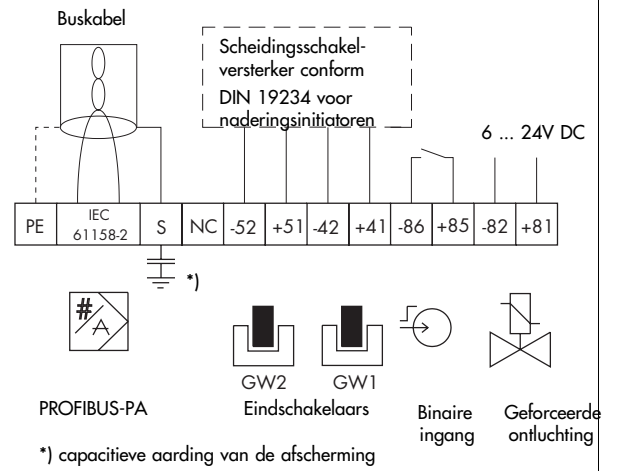 Buskabel
Scheidingsschakel-
versterker conform
DIN 19234 voor
naderingsinitiatoren
6 ... 24V DC
PE
IEC
61158-2
S
NC
-52
+51
-42
+41
-86
+85
-82
+81
*)
#
A
GW2
GW1
PROFIBUS-PA
Eindschakelaars
Binaire
ingang
Geforceerde
ontluchting
*) capacitieve aarding van de afscherming